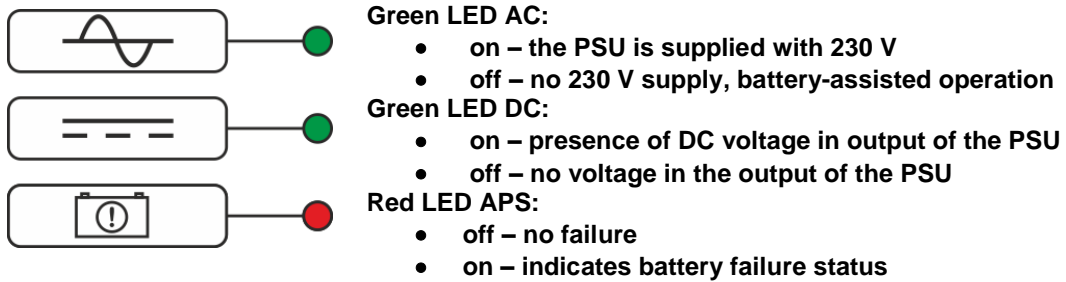 Green LED AC:
• on – the PSU is supplied with 230 V
• off – no 230 V supply, battery-assisted operation
Green LED DC:
• on – presence of DC voltage in output of the PSU
• off – no voltage in the output of the PSU
Red LED APS:
• off – no failure
• on – indicates battery failure status